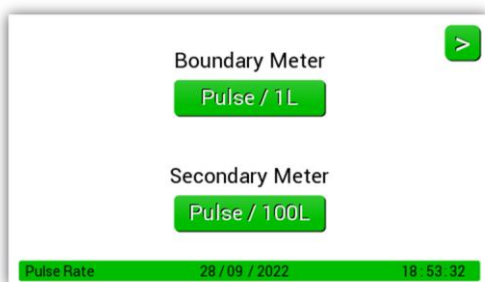 >
Boundary Meter
Pulse / 1L
Secondary Meter
Pulse / 100L
Pulse Rate 28 / 09 / 2022 18 : 53 : 32